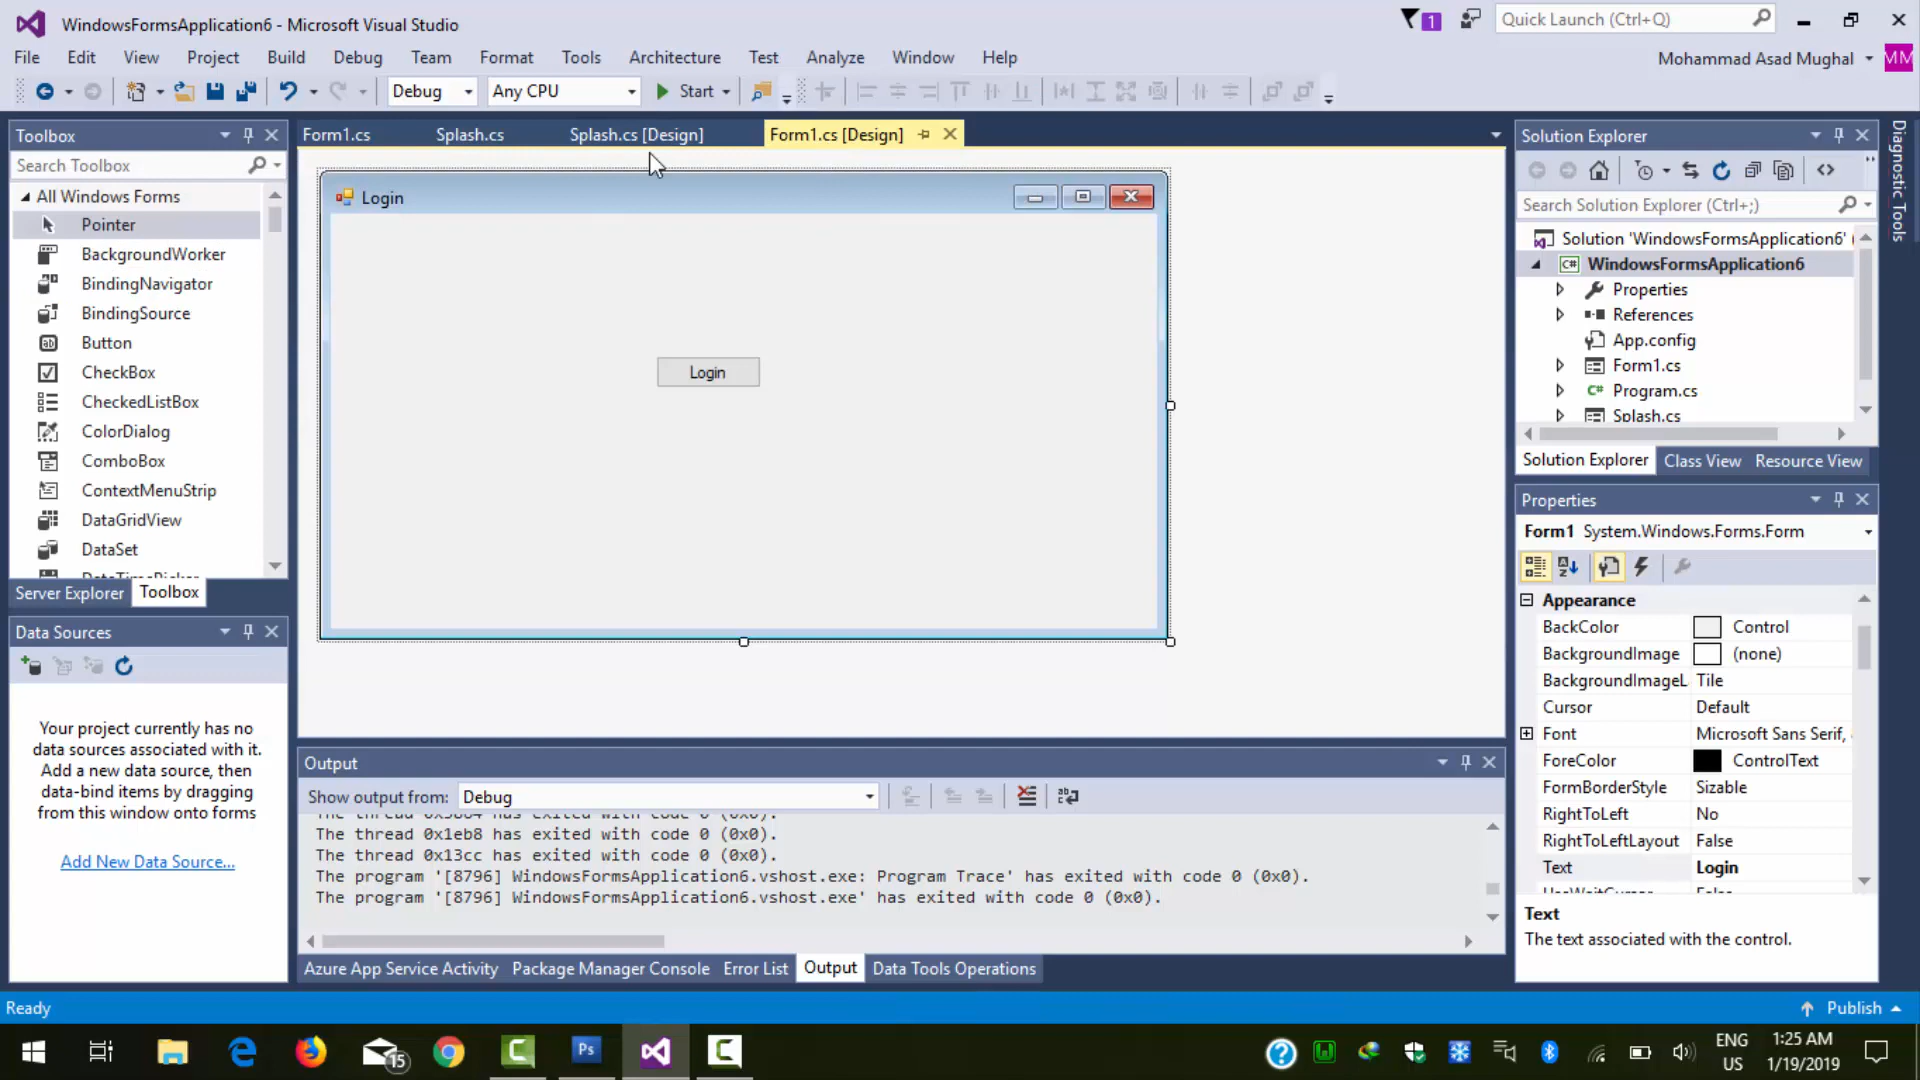 WindowsFormsApplication6 - Microsoft Visual Studio
1
Quick Launch (Ctrl+Q)
File Edit View Project Build Debug Team Format Tools Architecture Test Analyze Window Help
Mohammad Asad Mughal
MM
Debug
Any CPU
Start
Toolbox
Search Toolbox
All Windows Forms
Pointer
BackgroundWorker
BindingNavigator
BindingSource
Button
CheckBox
CheckedListBox
ColorDialog
ComboBox
ContextMenuStrip
DataGridView
DataSet
Server Explorer Toolbox
Data Sources
Your project currently has no
data sources associated with it.
Add a new data source, then
data-bind items by dragging
from this window onto forms
Add New Data Source...
Form1.cs Splash.cs Splash.cs [Design] Form1.cs [Design]
Login
Login
Output
Show output from: Debug
The thread 0x1eb8 has exited with code 0 (0x0).
The thread 0x13cc has exited with code 0 (0x0).
The program '[8796] WindowsFormsApplication6.vshost.exe: Program Trace' has exited with code 0 (0x0).
The program '[8796] WindowsFormsApplication6.vshost.exe' has exited with code 0 (0x0).
Azure App Service Activity Package Manager Console Error List Output Data Tools Operations
Solution Explorer
Search Solution Explorer (Ctrl+;)
Solution 'WindowsFormsApplication6' (
C# WindowsFormsApplication6
Properties
References
App.config
Form1.cs
C# Program.cs
Splash.cs
Solution Explorer Class View Resource View
Properties
Form1 System.Windows.Forms.Form
Appearance
BackColor Control
BackgroundImage (none)
BackgroundImageL Tile
Cursor Default
Font Microsoft Sans Serif,
ForeColor ControlText
FormBorderStyle Sizable
RightToLeft No
RightToLeftLayout False
Text Login
Text
The text associated with the control.
Diagnostic Tools
Ready
Publish
15
Ps
ENG
US
1:25 AM
1/19/2019